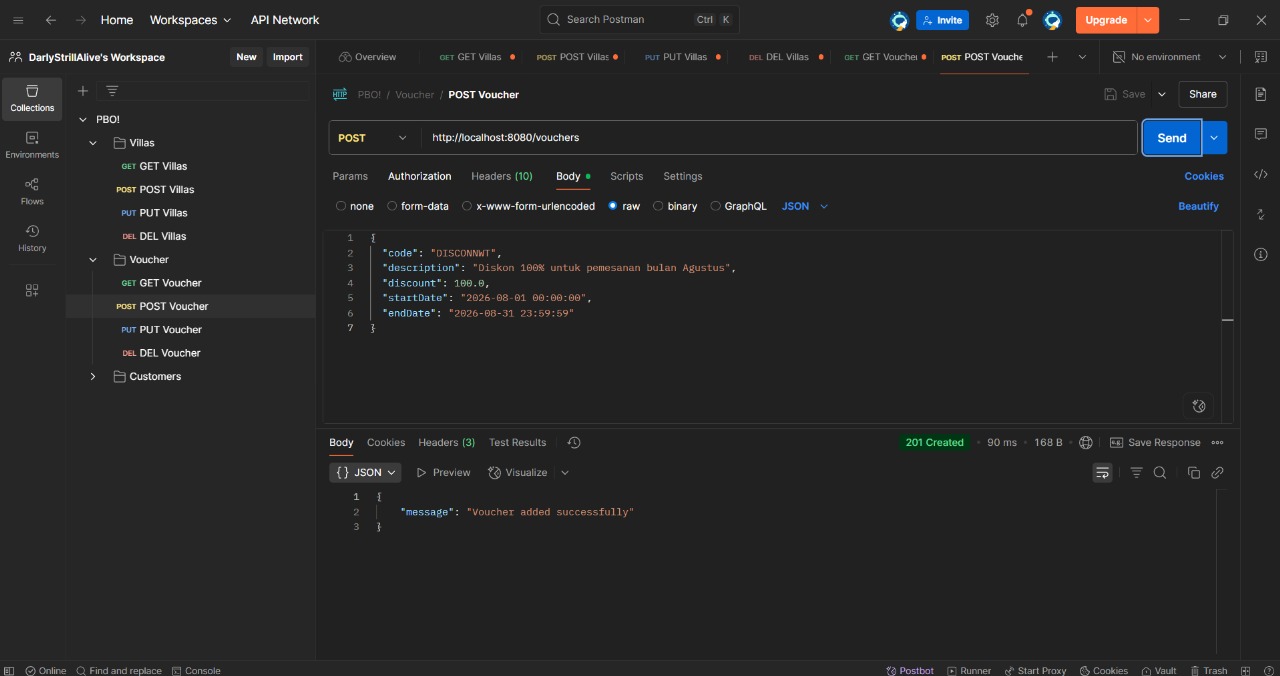 Home Workspaces API Network Search Postman Ctrl K Invite Upgrade
DarlyStrillAlive's Workspace New Import Overview GET GET Villas POST POST Villas PUT PUT Villas DEL DEL Villas GET GET Voucher POST POST Vouche No environment
Collections
Environments
Flows
History
PBO!
Villas
GET GET Villas
POST POST Villas
PUT PUT Villas
DEL DEL Villas
Voucher
GET GET Voucher
POST POST Voucher
PUT PUT Voucher
DEL DEL Voucher
Customers
HTTP PBO! / Voucher / POST Voucher Save Share
POST http://localhost:8080/vouchers Send
Params Authorization Headers (10) Body Scripts Settings Cookies
none form-data x-www-form-urlencoded raw binary GraphQL JSON Beautify
1 {
2 "code": "DISCONNWT",
3 "description": "Diskon 100% untuk pemesanan bulan Agustus",
4 "discount": 100.0,
5 "startDate": "2026-08-01 00:00:00",
6 "endDate": "2026-08-31 23:59:59"
7 }
Body Cookies Headers (3) Test Results 201 Created • 90 ms • 168 B Save Response
{} JSON Preview Visualize
1 {
2 "message": "Voucher added successfully"
3 }
Online Find and replace Console Postbot Runner Start Proxy Cookies Vault Trash